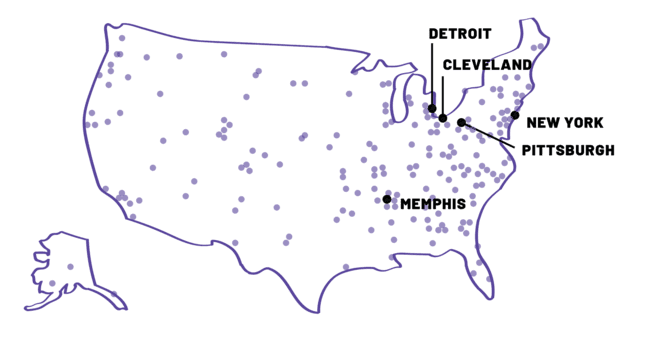 DETROIT
CLEVELAND
NEW YORK
PITTSBURGH
MEMPHIS